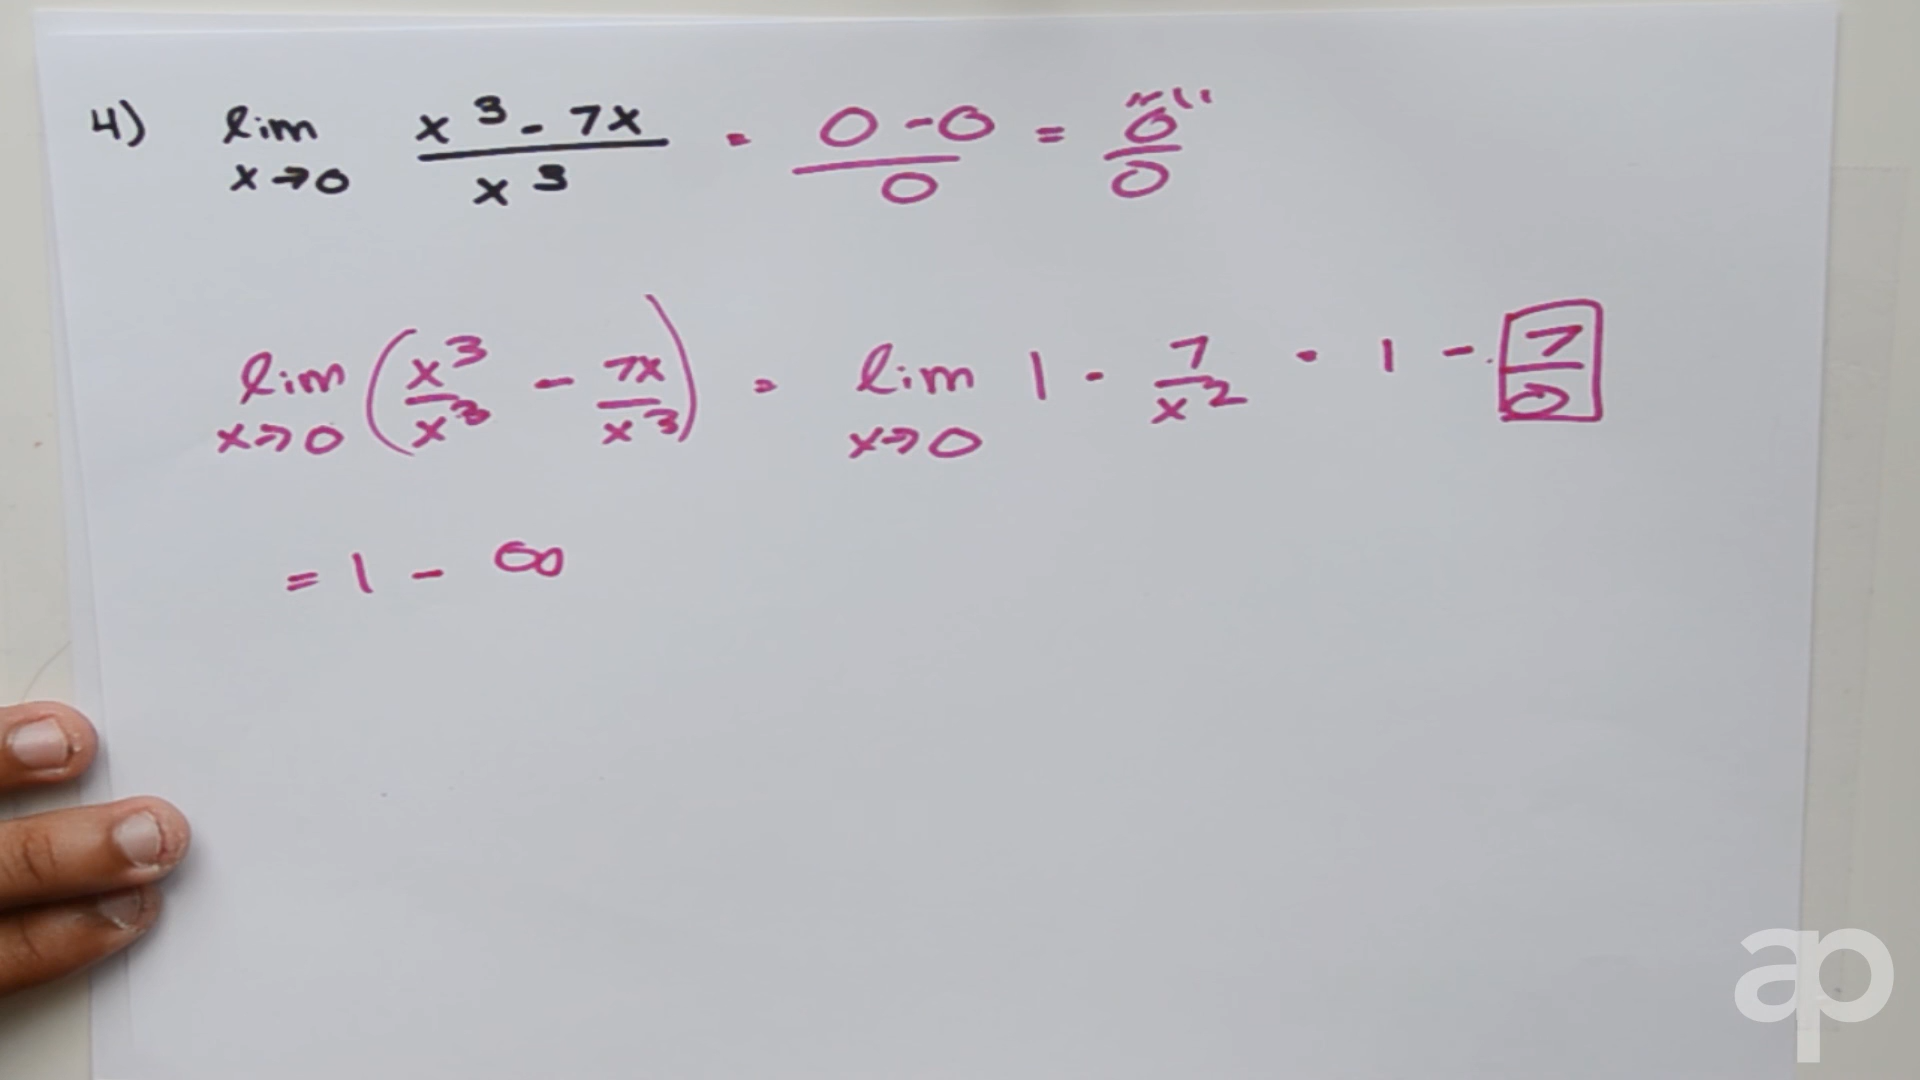 4) lim x→0 (x³ - 7x)/x³ = (0 - 0)/0 = "0/0"
lim x→0 (x³/x³ - 7x/x³) = lim x→0 1 - 7/x² = 1 - 7/0
= 1 - ∞
ap